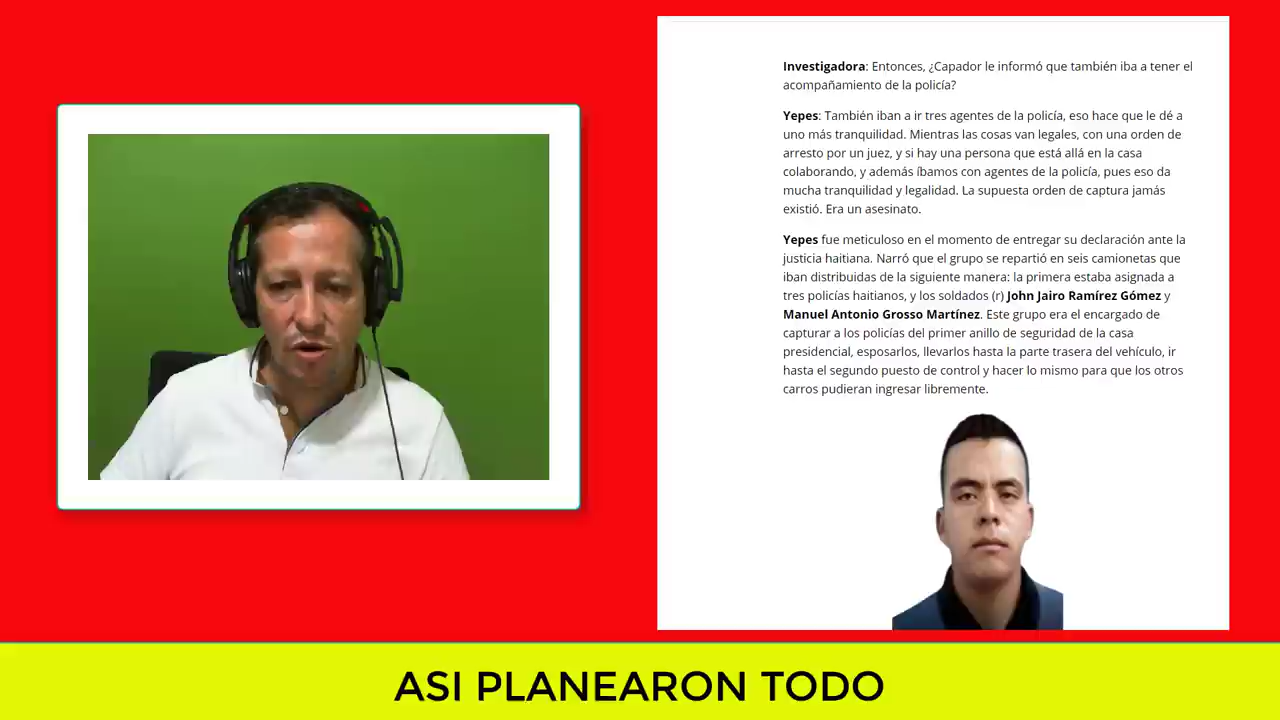 Investigadora: Entonces, ¿Capador le informó que también iba a tener el
acompañamiento de la policía?
Yepes: También iban a ir tres agentes de la policía, eso hace que le dé a
uno más tranquilidad. Mientras las cosas van legales, con una orden de
arresto por un juez, y si hay una persona que está allá en la casa
colaborando, y además íbamos con agentes de la policía, pues eso da
mucha tranquilidad y legalidad. La supuesta orden de captura jamás
existió. Era un asesinato.
Yepes fue meticuloso en el momento de entregar su declaración ante la
justicia haitiana. Narró que el grupo se repartió en seis camionetas que
iban distribuidas de la siguiente manera: la primera estaba asignada a
tres policías haitianos, y los soldados (r) John Jairo Ramírez Gómez y
Manuel Antonio Grosso Martínez. Este grupo era el encargado de
capturar a los policías del primer anillo de seguridad de la casa
presidencial, esposarlos, llevarlos hasta la parte trasera del vehículo, ir
hasta el segundo puesto de control y hacer lo mismo para que los otros
carros pudieran ingresar libremente.
ASI PLANEARON TODO